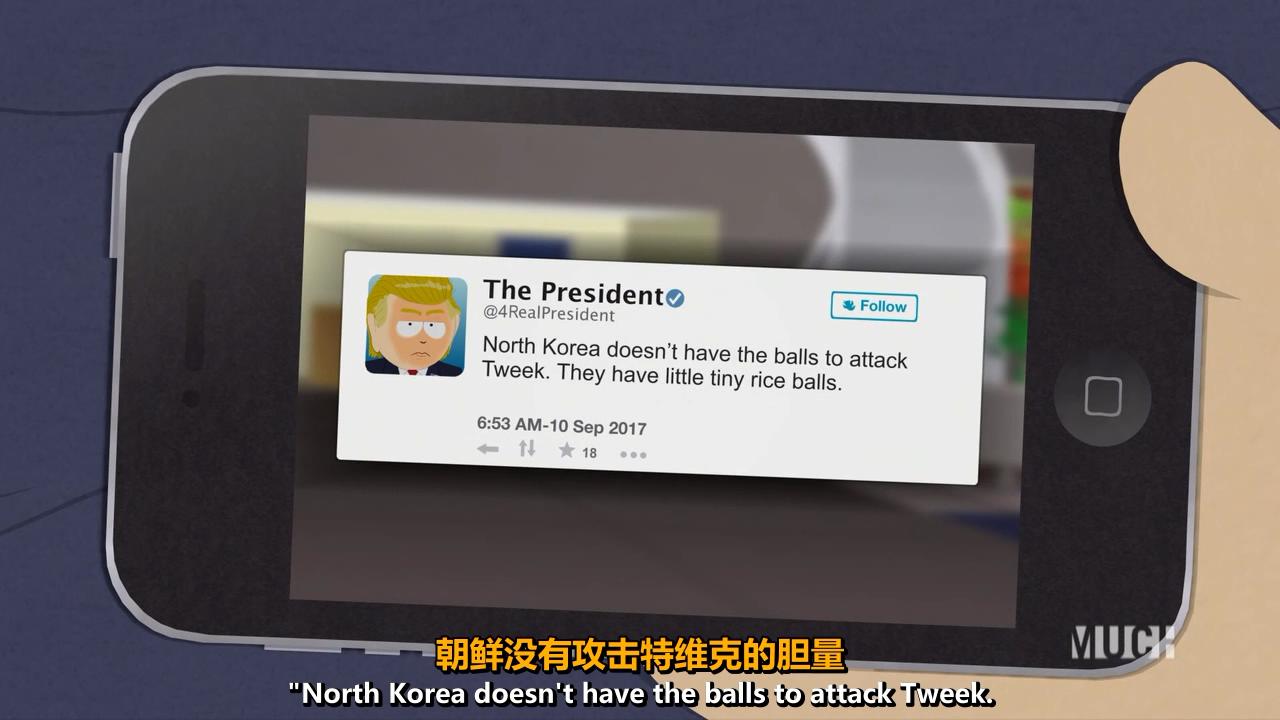 The President
@4RealPresident
Follow
North Korea doesn't have the balls to attack
Tweek. They have little tiny rice balls.
6:53 AM-10 Sep 2017
18
MUCH
朝鲜没有攻击特维克的胆量
"North Korea doesn't have the balls to attack Tweek.